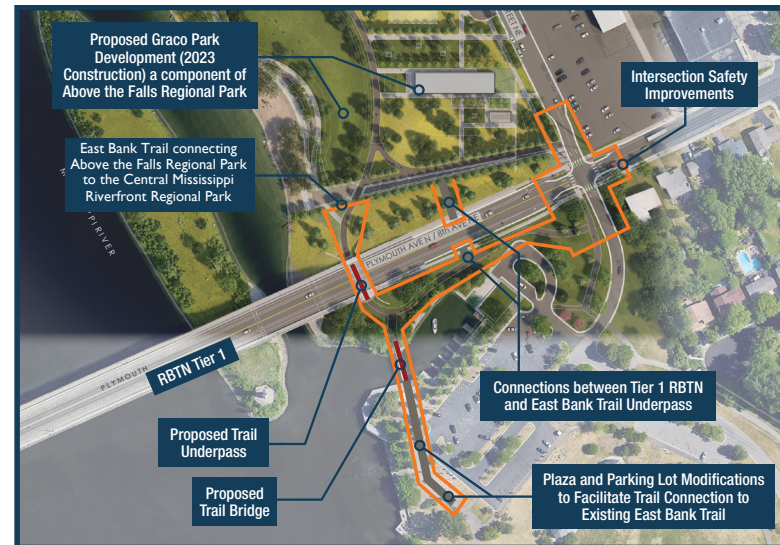 Proposed Graco Park
Development (2023
Construction) a component of
Above the Falls Regional Park
East Bank Trail connecting
Above the Falls Regional Park
to the Central Mississippi
Riverfront Regional Park
Intersection Safety
Improvements
PLYMOUTH AVE N / 8th AVE NE
PLYMOUTH
RBTN Tier 1
Proposed Trail
Underpass
Proposed
Trail Bridge
Connections between Tier 1 RBTN
and East Bank Trail Underpass
Plaza and Parking Lot Modifications
to Facilitate Trail Connection to
Existing East Bank Trail
RIVER